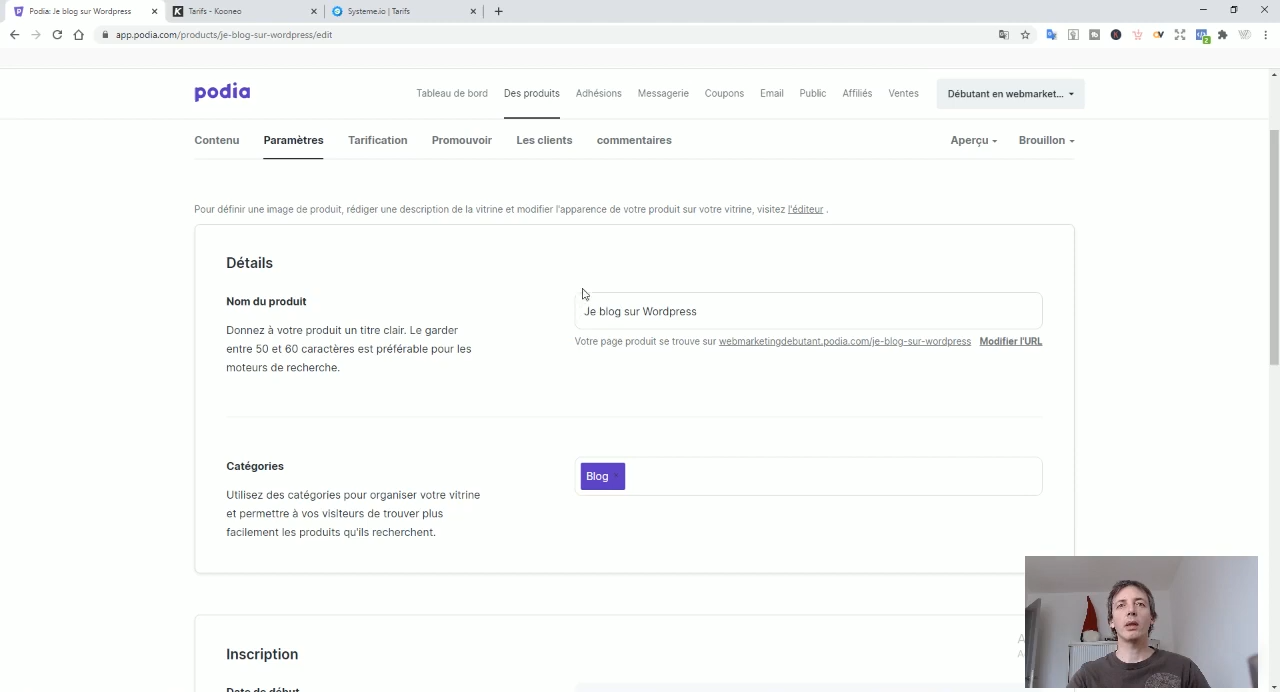 Podia: Je blog sur Wordpress
Tarifs - Kooneo
Systeme.io | Tarifs
app.podia.com/products/je-blog-sur-wordpress/edit
podia
Tableau de bord Des produits Adhésions Messagerie Coupons Email Public Affiliés Ventes Débutant en webmarket...
Contenu Paramètres Tarification Promouvoir Les clients commentaires Aperçu Brouillon
Pour définir une image de produit, rédiger une description de la vitrine et modifier l'apparence de votre produit sur votre vitrine, visitez l'éditeur .
Détails
Nom du produit
Donnez à votre produit un titre clair. Le garder
entre 50 et 60 caractères est préférable pour les
moteurs de recherche.
Je blog sur Wordpress
Votre page produit se trouve sur webmarketingdebutant.podia.com/je-blog-sur-wordpress Modifier l'URL
Catégories
Utilisez des catégories pour organiser votre vitrine
et permettre à vos visiteurs de trouver plus
facilement les produits qu'ils recherchent.
Blog
Inscription
Date de début